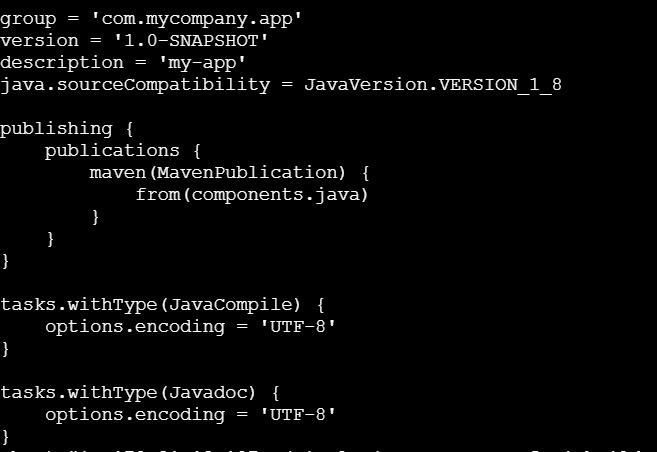 group = 'com.mycompany.app'
version = '1.0-SNAPSHOT'
description = 'my-app'
java.sourceCompatibility = JavaVersion.VERSION_1_8

publishing {
    publications {
        maven(MavenPublication) {
            from(components.java)
        }
    }
}

tasks.withType(JavaCompile) {
    options.encoding = 'UTF-8'
}

tasks.withType(Javadoc) {
    options.encoding = 'UTF-8'
}